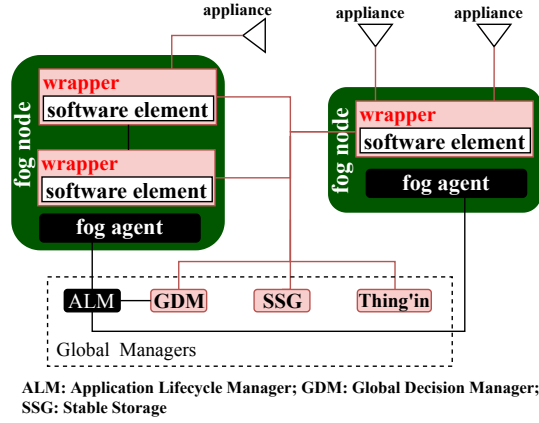 appliance
appliance
appliance
fog node
wrapper
software element
wrapper
software element
fog agent
fog node
wrapper
software element
fog agent
ALM
GDM
SSG
Thing'in
Global Managers
ALM: Application Lifecycle Manager; GDM: Global Decision Manager;
SSG: Stable Storage